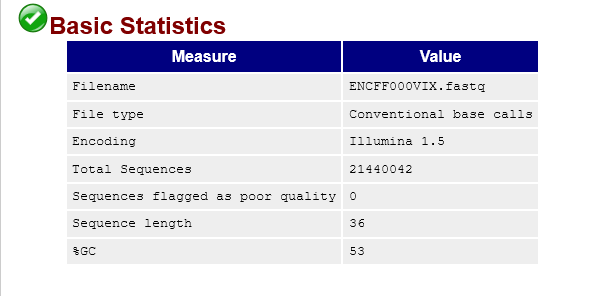 Basic Statistics
Measure Value
Filename ENCFF000VIX.fastq
File type Conventional base calls
Encoding Illumina 1.5
Total Sequences 21440042
Sequences flagged as poor quality 0
Sequence length 36
%GC 53